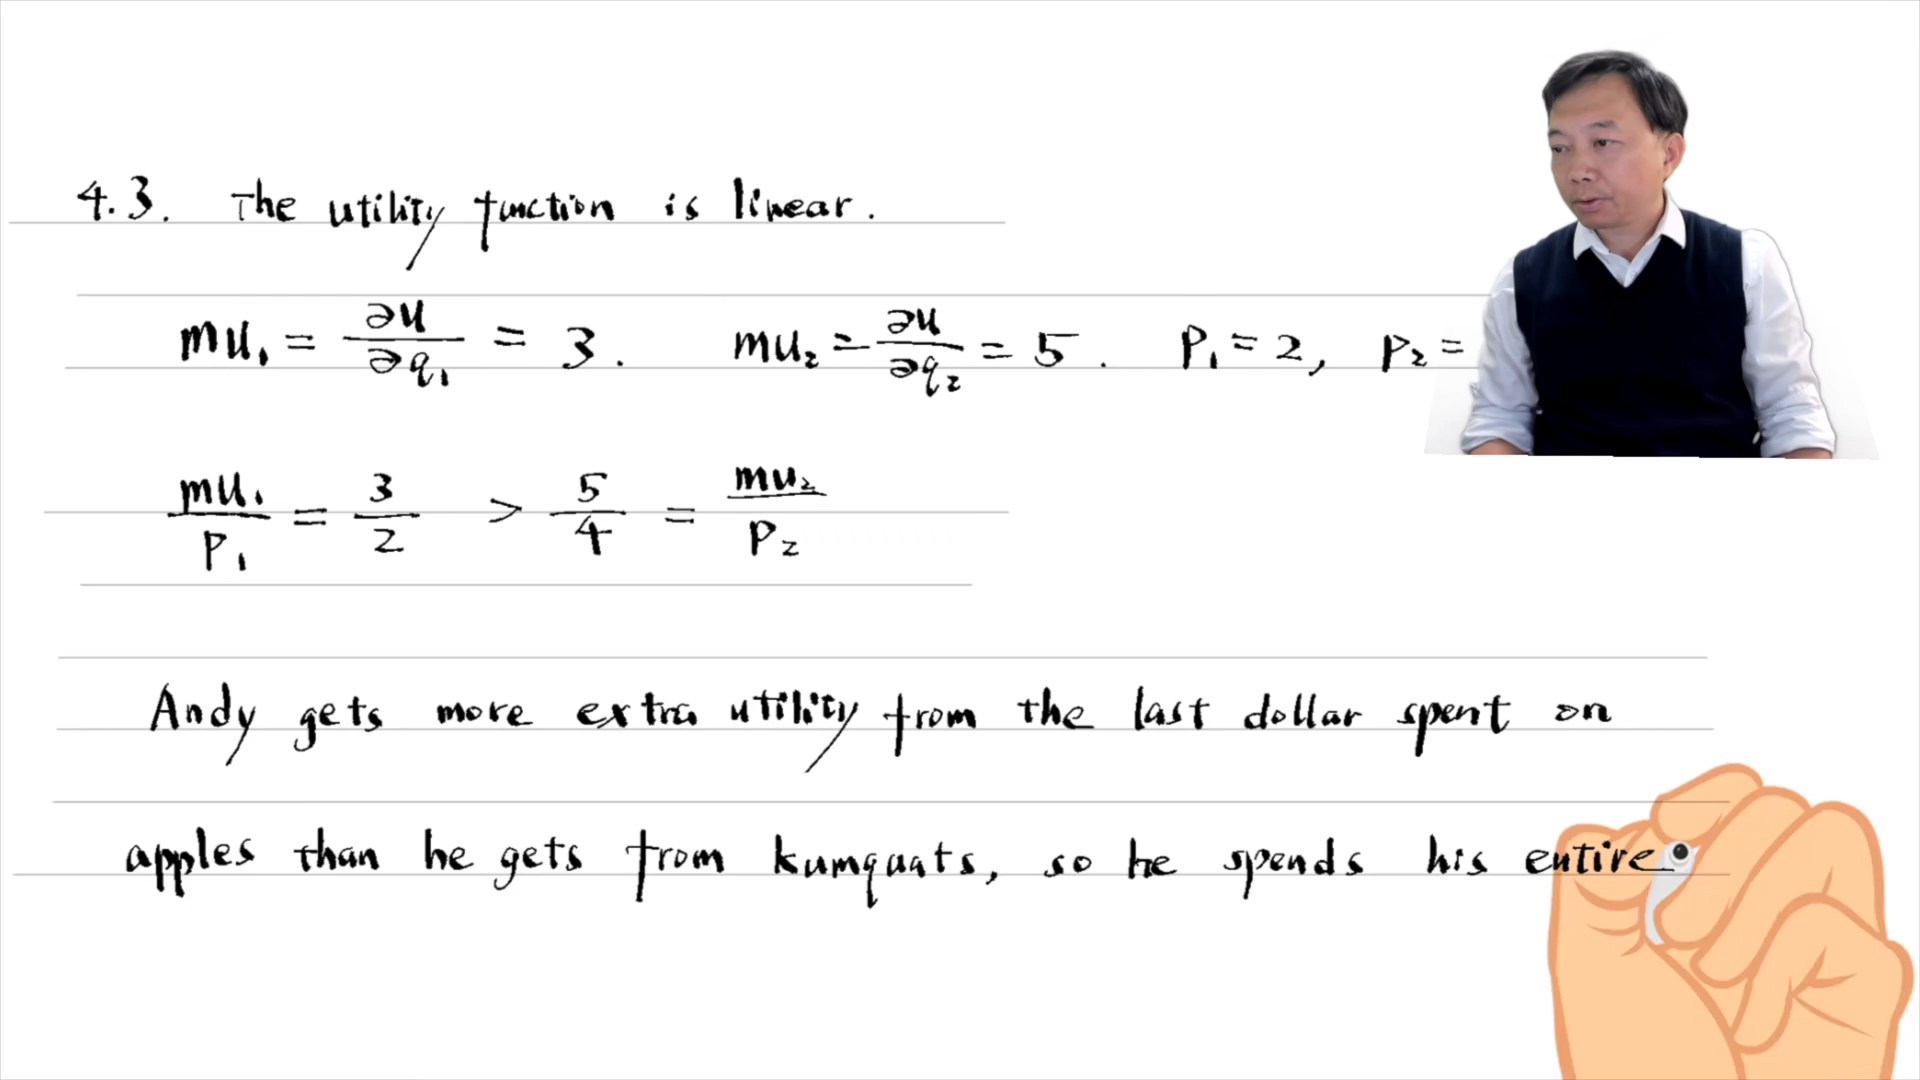 4.3. The utility function is linear.
MU₁ = ∂U/∂q₁ = 3. MU₂ = ∂U/∂q₂ = 5. P₁ = 2, P₂ =
MU₁/P₁ = 3/2 > 5/4 = MU₂/P₂
Andy gets more extra utility from the last dollar spent on
apples than he gets from kumquats, so he spends his entire